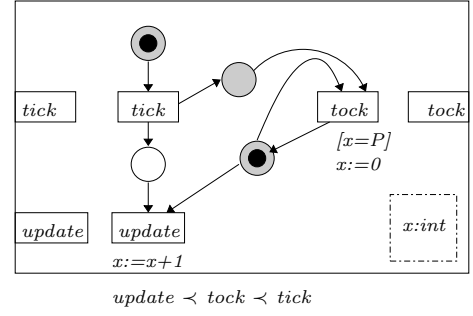 tick tick tock tock
[x=P]
x:=0
update update x:int
x:=x+1
update ≺ tock ≺ tick